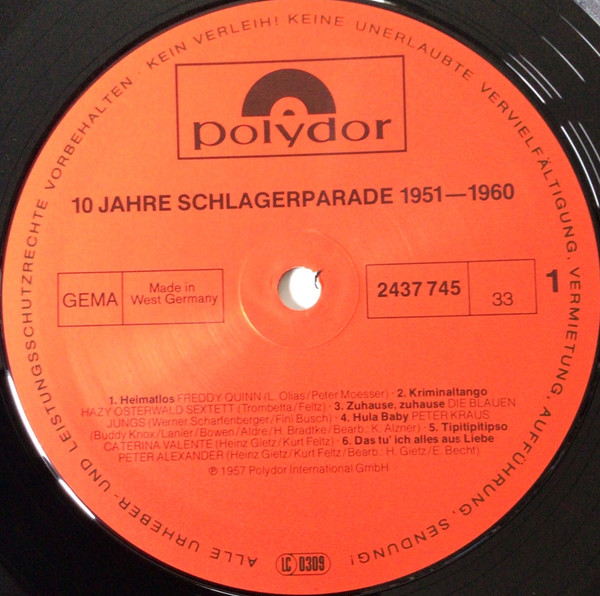 ALLE URHEBER- UND LEISTUNGSSCHUTZRECHTE VORBEHALTEN · KEIN VERLEIH! KEINE UNERLAUBTE VERVIELFÄLTIGUNG, VERMIETUNG, AUFFÜHRUNG, SENDUNG!
polydor
10 JAHRE SCHLAGERPARADE 1951—1960
GEMA
Made in
West Germany
2437 745
33
1
1. Heimatlos FREDDY QUINN (L. Olias/Peter Moesser) · 2. Kriminaltango
HAZY OSTERWALD SEXTETT (Trombetta/Feltz) · 3. Zuhause, zuhause DIE BLAUEN
JUNGS (Werner Scharfenberger/Fini Busch) · 4. Hula Baby PETER KRAUS
(Buddy Knox/Lanier/Bowen/Aldre/H. Bradtke/Bearb.: K. Alzner) · 5. Tipitipitipso
CATERINA VALENTE (Heinz Gietz/Kurt Feltz) · 6. Das tu' ich alles aus Liebe
PETER ALEXANDER (Heinz Gietz/Kurt Feltz/Bearb.: H. Gietz/E. Becht)
℗ 1957 Polydor International GmbH
LC 0309